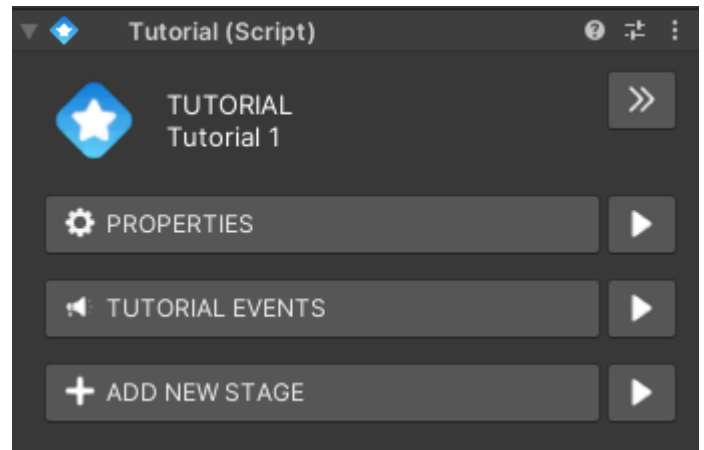 Tutorial (Script)
TUTORIAL
Tutorial 1
PROPERTIES
TUTORIAL EVENTS
ADD NEW STAGE